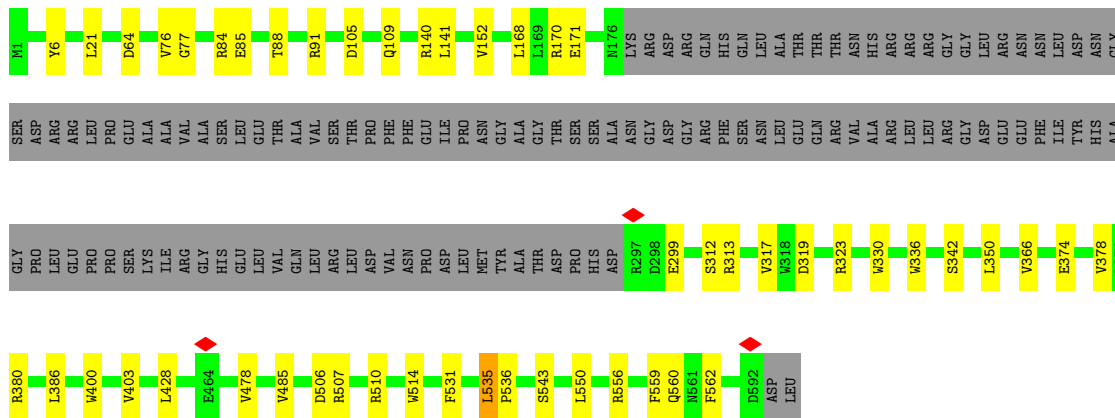 M1 Y6 L21 D64 V76 G77 R84 E85 T88 R91 D105 Q109 R140 L141 V152 L168 L169 R170 E171 N176 LYS ARG ASP ARG GLN HIS GLN LEU ALA THR THR THR ASN HIS ARG ARG ARG GLY GLY LEU ARG ASN ASN LEU ASP ASN GLY
SER ASP ARG ARG LEU PRO GLU ALA ALA VAL ALA SER LEU GLU THR ALA VAL SER THR PRO PHE PHE GLU ILE PRO ASN GLY ALA GLY THR SER SER ALA ASN GLY ASP GLY ARG PHE SER ASN LEU GLU GLN ARG VAL ALA ARG LEU LEU ARG GLY ASP GLU GLU PHE ILE TYR HIS ALA
GLY PRO LEU GLU PRO PRO SER LYS ILE ARG GLY HIS GLU LEU VAL GLN LEU ARG LEU ASP VAL ASN PRO ASP LEU MET TYR ALA THR ASP PRO HIS ASP R297 D298 E299 S312 R313 V317 W318 D319 R323 W330 W336 S342 L350 V366 E374 V378
R380 L386 W400 V403 L428 E464 V478 V485 D506 R507 R510 W514 F531 L535 P536 S543 L550 R556 F559 Q560 N561 F562 D592 ASP LEU